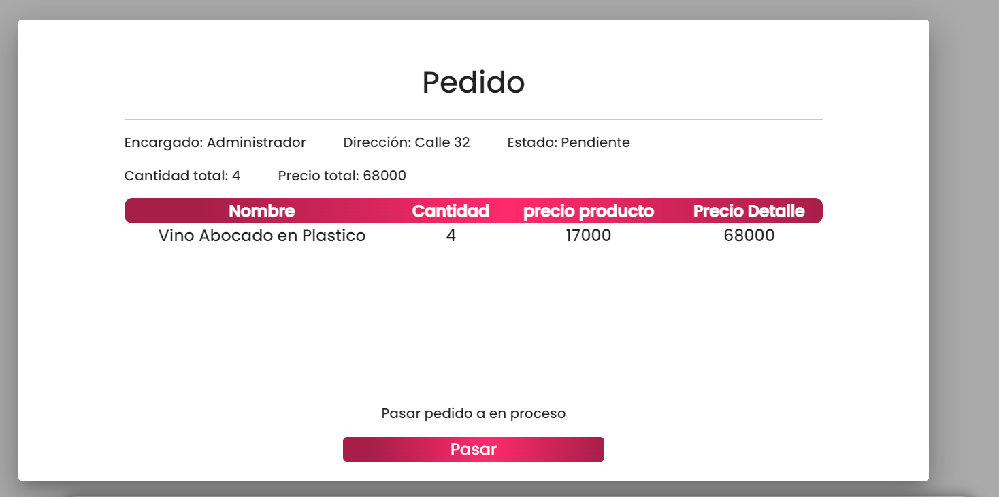 Pedido
Encargado: Administrador Dirección: Calle 32 Estado: Pendiente
Cantidad total: 4 Precio total: 68000
Nombre Cantidad precio producto Precio Detalle
Vino Abocado en Plastico 4 17000 68000
Pasar pedido a en proceso
Pasar